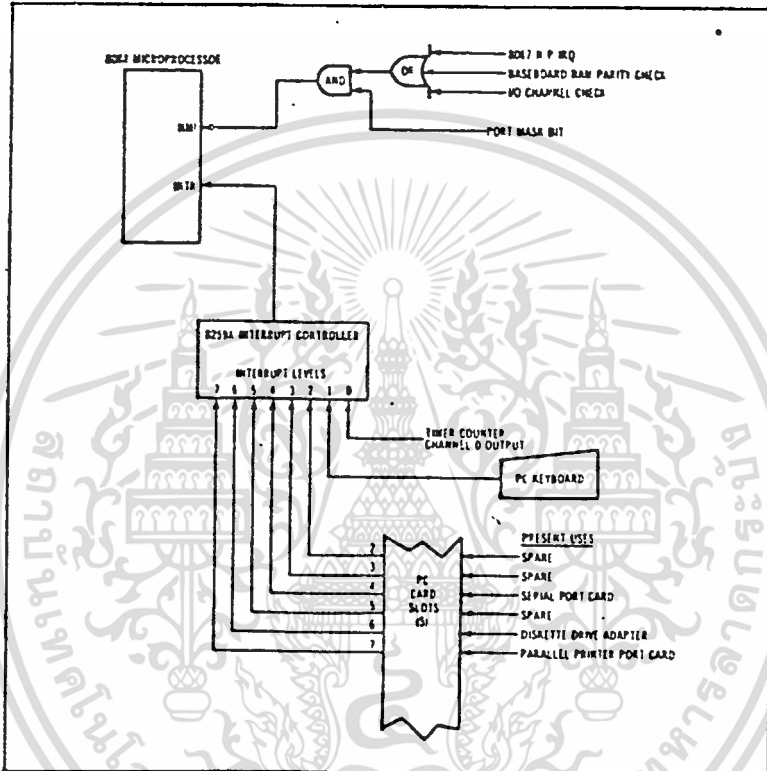 8088 MICROPROCESSOR
NMI
INTR
AND
OR
8087 N P IRQ
BASEBOARD RAM PARITY CHECK
I/O CHANNEL CHECK
PORT MASK BIT
8259A INTERRUPT CONTROLLER
INTERRUPT LEVELS
7 6 5 4 3 2 1 0
TIMER COUNTER
CHANNEL 0 OUTPUT
PC KEYBOARD
PRESENT USES
2
3
4
5
6
7
PC
CARD
SLOTS
(5)
SPARE
SPARE
SERIAL PORT CARD
SPARE
DISKETTE DRIVE ADAPTER
PARALLEL PRINTER PORT CARD